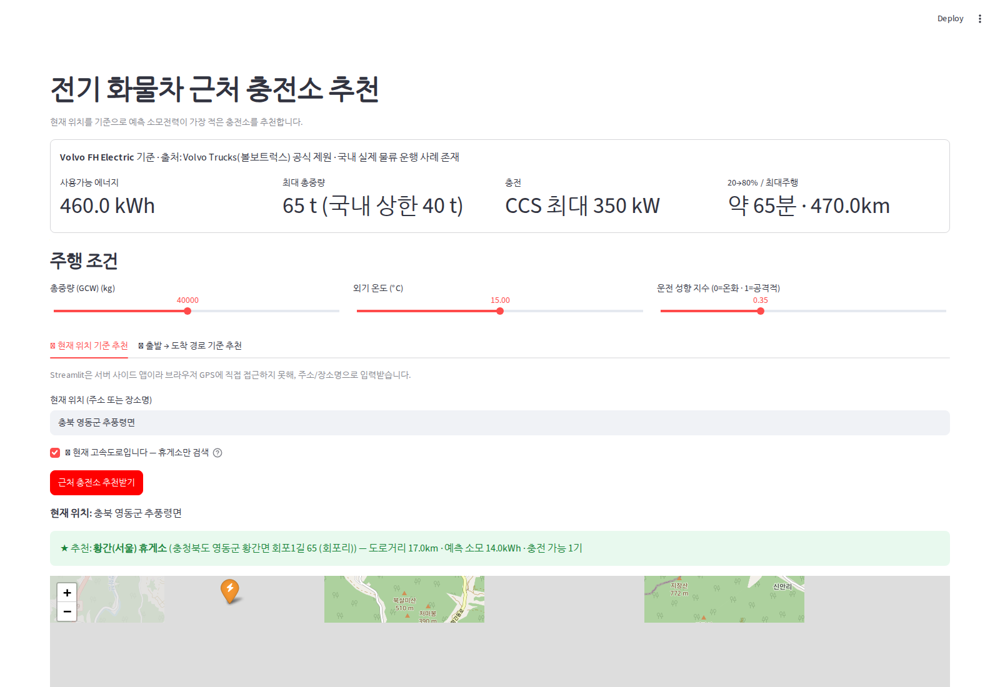 Deploy
전기 화물차 근처 충전소 추천
현재 위치를 기준으로 예측 소모전력이 가장 적은 충전소를 추천합니다.
Volvo FH Electric 기준 · 출처: Volvo Trucks(볼보트럭스) 공식 제원 · 국내 실제 물류 운행 사례 존재
사용가능 에너지
460.0 kWh
최대 총중량
65 t (국내 상한 40 t)
충전
CCS 최대 350 kW
20→80% / 최대주행
약 65분 · 470.0km
주행 조건
총중량 (GCW) (kg)
40000
외기 온도 (°C)
15.00
운전 성향 지수 (0=온화 · 1=공격적)
0.35
현재 위치 기준 추천
출발 → 도착 경로 기준 추천
Streamlit은 서버 사이드 앱이라 브라우저 GPS에 직접 접근하지 못해, 주소/장소명으로 입력받습니다.
현재 위치 (주소 또는 장소명)
충북 영동군 추풍령면
현재 고속도로입니다 — 휴게소만 검색
근처 충전소 추천받기
현재 위치: 충북 영동군 추풍령면
★ 추천: 황간(서울) 휴게소 (충청북도 영동군 황간면 회포1길 65 (회포리)) — 도로거리 17.0km · 예측 소모 14.0kWh · 충전 가능 1기
+
−
북살미산
510 m
처마봉
390 m
지장산
772 m
신안리